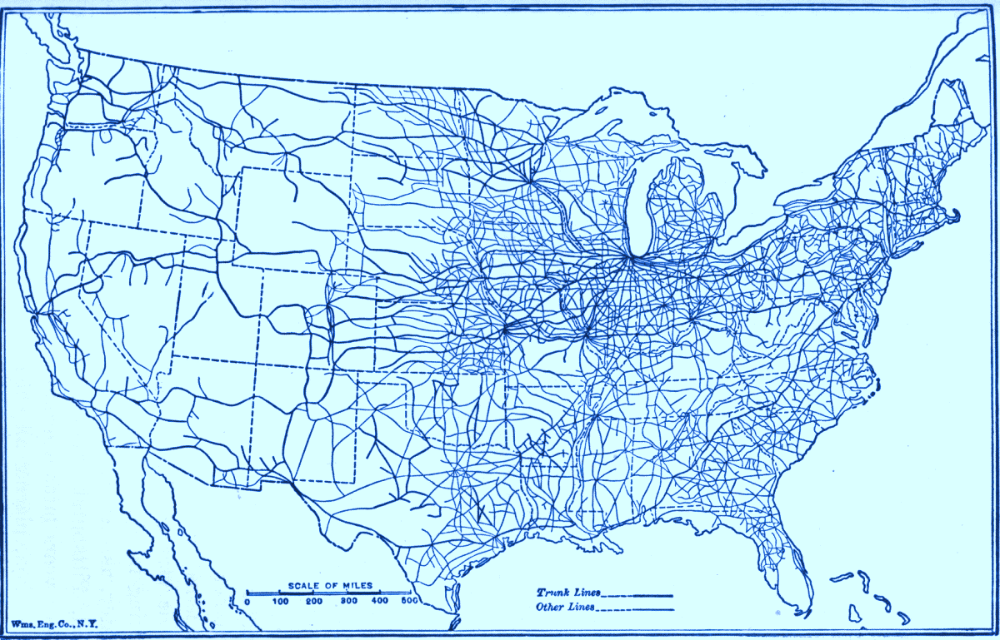 SCALE OF MILES
0 100 200 300 400 500
Trunk Lines
Other Lines
Wms. Eng. Co., N.Y.